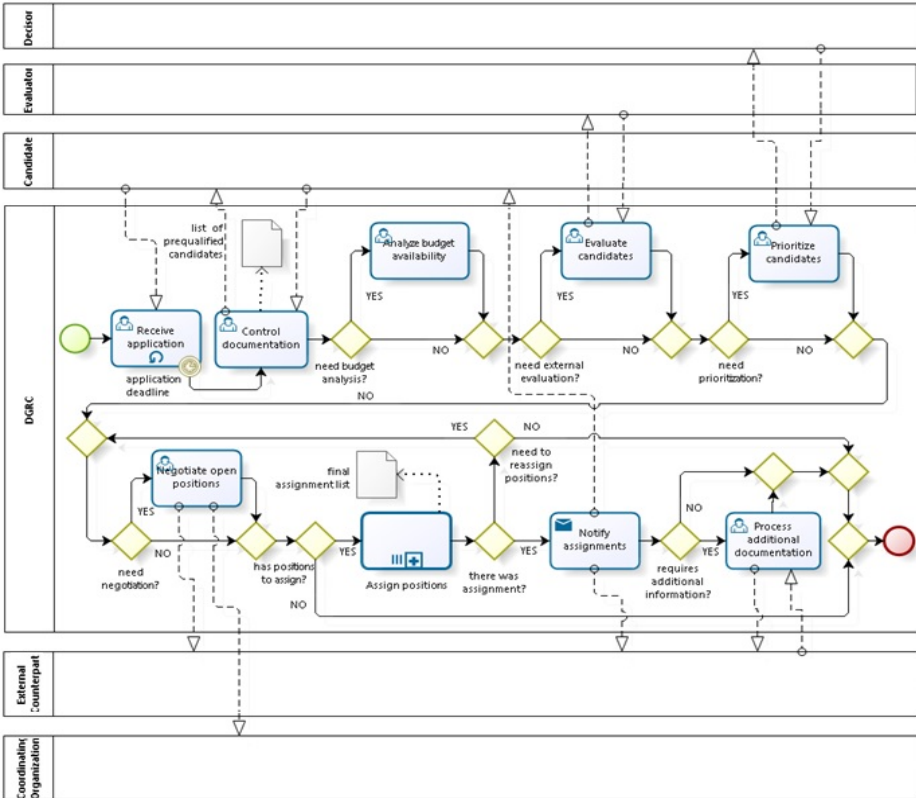 Decisor
Evaluator
Candidate
DGRC
list of
prequalified
candidates
Analyze budget
availability
Evaluate
candidates
Prioritize
candidates
YES
YES
YES
Receive
application
Control
documentation
NO
NO
NO
application
deadline
need budget
analysis?
need external
evaluation?
need
prioritization?
NO
YES
NO
Negotiate open
positions
final
assignment list
need to
reassign
positions?
YES
NO
YES
Notify
assignments
YES
NO
YES
Process
additional
documentation
need
negotiation?
has positions
to assign?
Assign positions
there was
assignment?
requires
additional
information?
NO
External
Counterpart
Coordinating
Organization